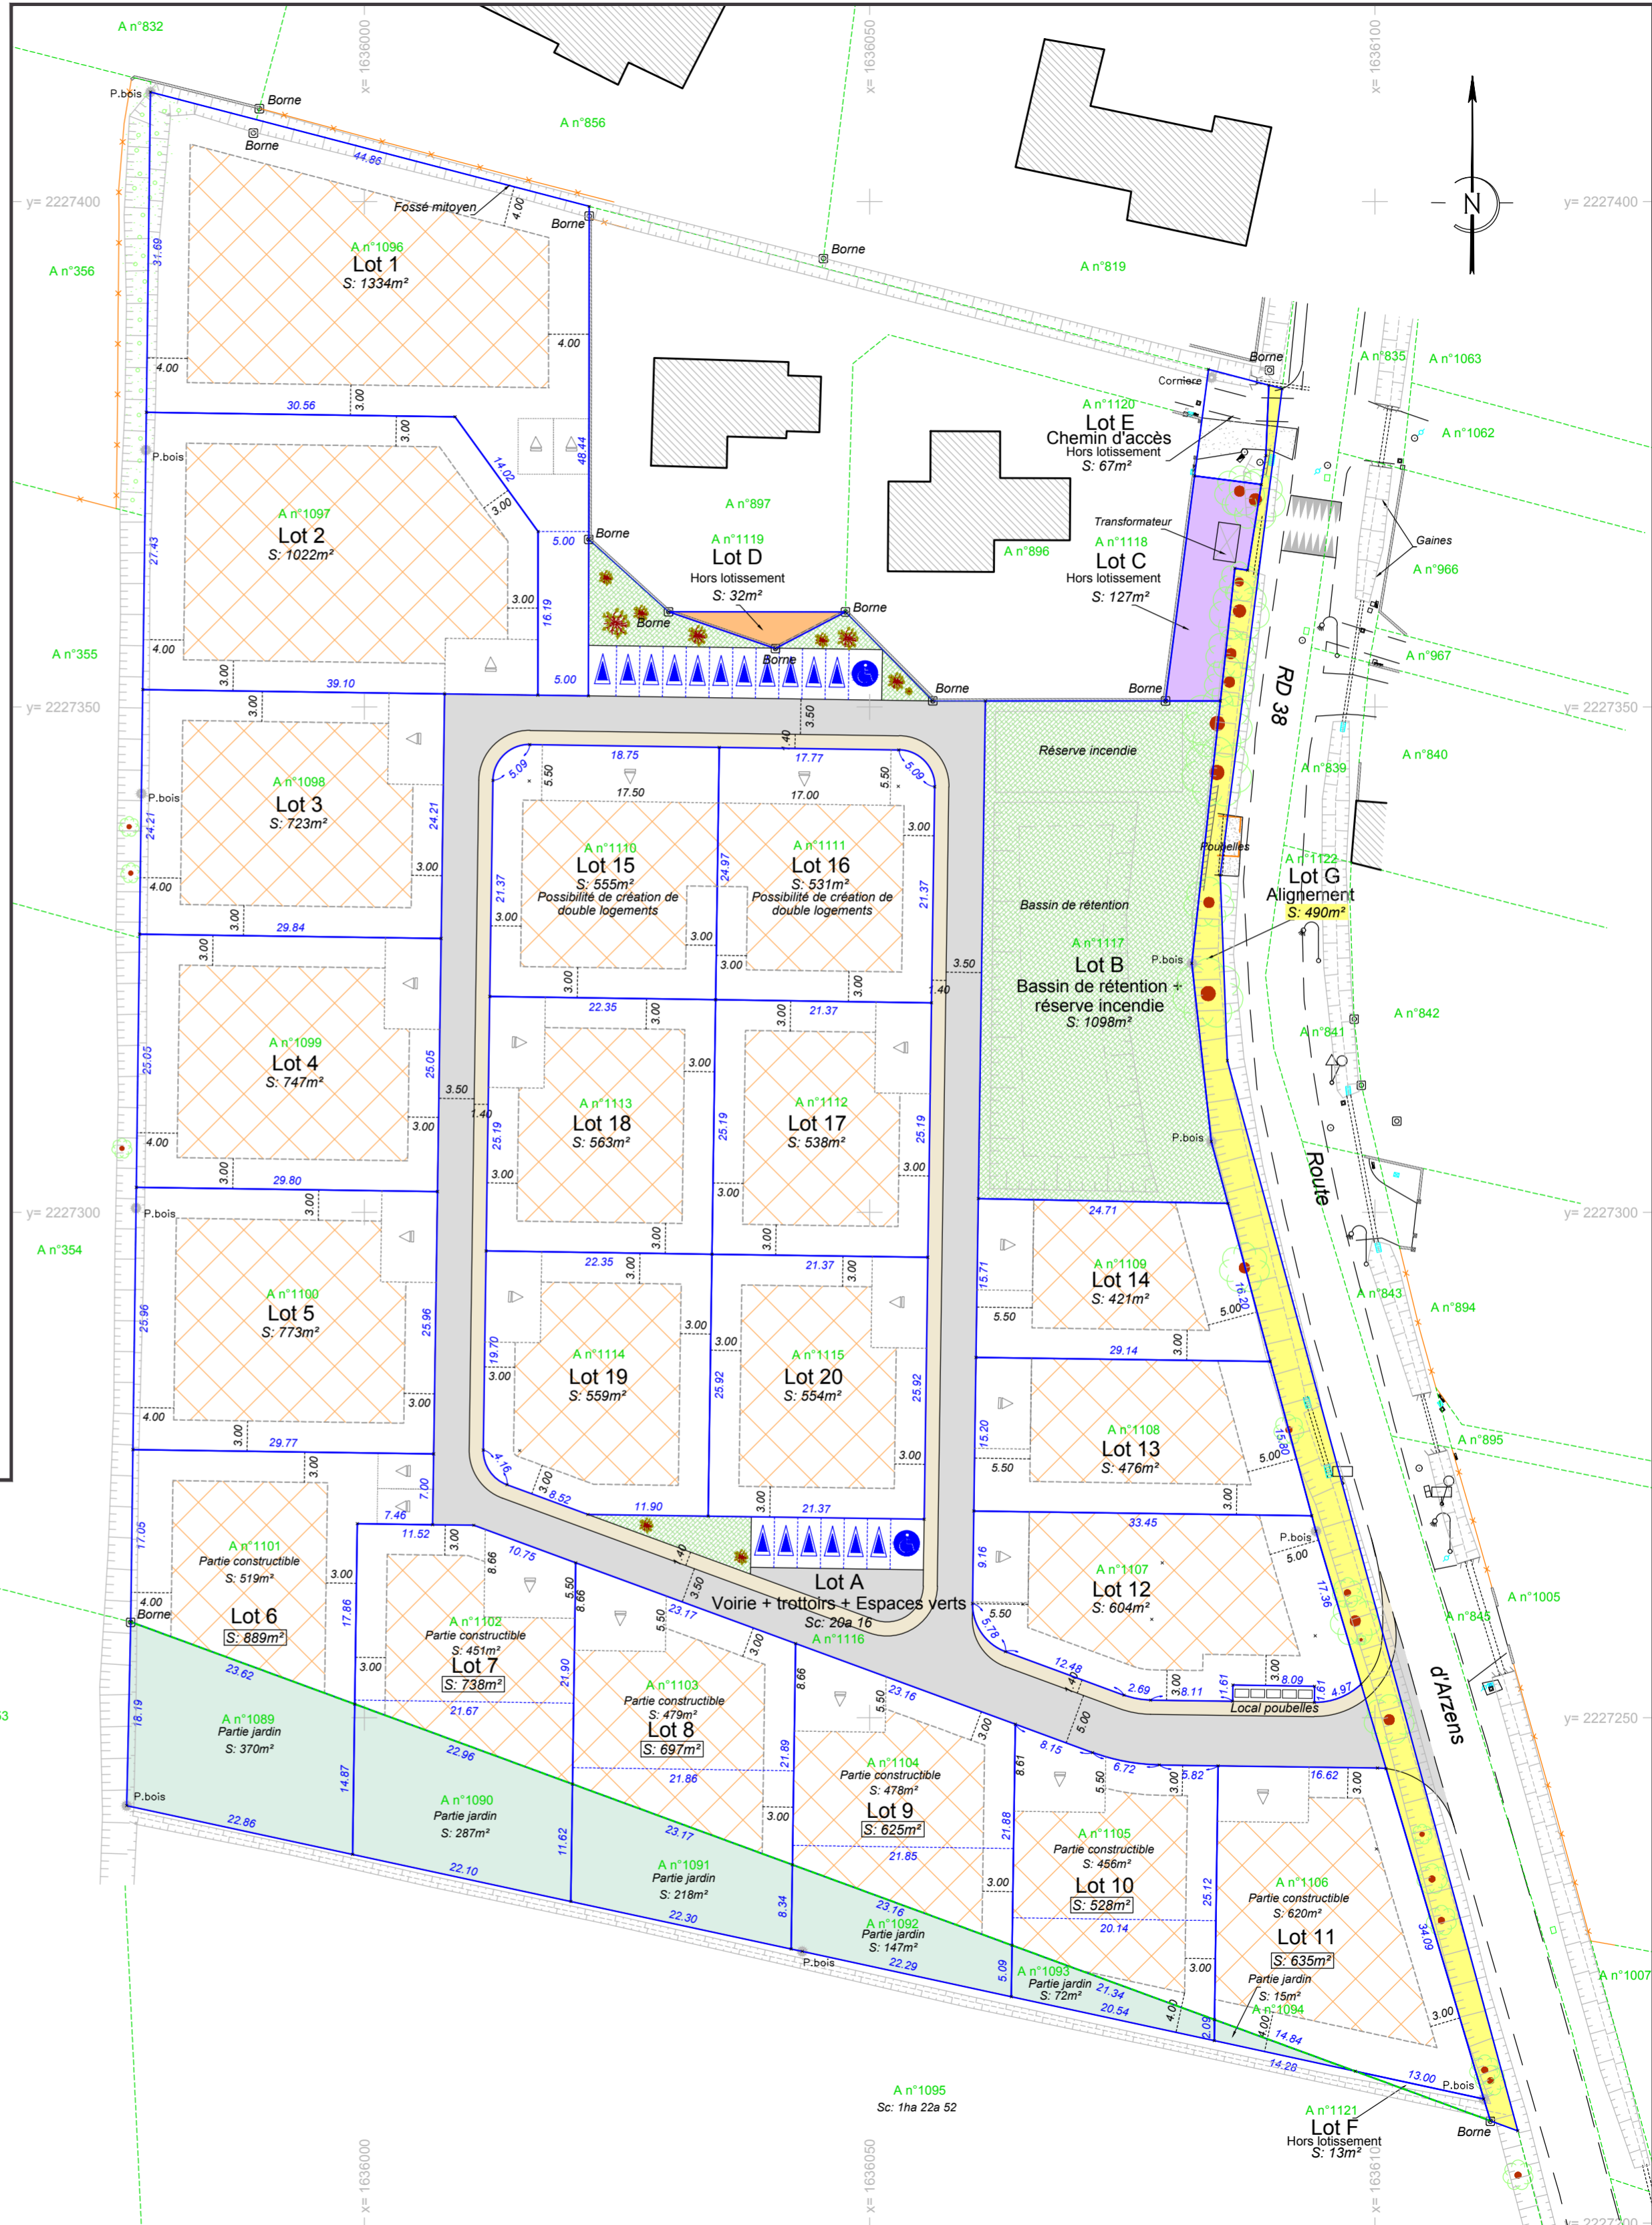 A n°832
x= 1636000
x= 1636050
x= 1636100
P.bois
Borne
Borne
A n°856
44.86
Fossé mitoyen
4.00
Borne
y= 2227400
y= 2227400
N
A n°1096
Lot 1
S: 1334m²
31.69
A n°356
Borne
A n°819
4.00
4.00
3.00
30.56
Borne
Corniere
A n°835
A n°1063
A n°1120
Lot E
Chemin d'accès
Hors lotissement
S: 67m²
A n°1062
3.00
P.bois
14.02
48.44
3.00
A n°1097
Lot 2
S: 1022m²
27.43
A n°897
5.00
Borne
A n°1119
Lot D
Hors lotissement
S: 32m²
A n°896
Transformateur
A n°1118
Lot C
Hors lotissement
S: 127m²
Gaines
A n°966
3.00
16.19
Borne
Borne
Borne
4.00
A n°355
3.00
39.10
5.00
Borne
Borne
A n°967
RD 38
y= 2227350
y= 2227350
3.00
3.50
1.40
18.75
17.77
5.09
5.50
17.50
17.00
5.50
5.09
Réserve incendie
A n°840
A n°839
A n°1098
Lot 3
S: 723m²
P.bois
24.21
24.21
3.00
4.00
3.00
29.84
A n°1110
Lot 15
S: 555m²
Possibilité de création de
double logements
21.37
3.00
24.97
A n°1111
Lot 16
S: 531m²
Possibilité de création de
double logements
3.00
21.37
Poubelles
A n°1122
Lot G
Alignement
S: 490m²
Bassin de rétention
A n°1117
Lot B
Bassin de rétention +
réserve incendie
S: 1098m²
P.bois
3.00
3.00
3.00
3.00
3.50
1.40
22.35
21.37
3.00
3.00
3.00
A n°1099
Lot 4
S: 747m²
25.05
25.05
3.50
1.40
4.00
3.00
3.00
29.80
A n°1113
Lot 18
S: 563m²
25.19
3.00
3.00
25.19
A n°1112
Lot 17
S: 538m²
25.19
3.00
3.00
3.00
3.00
A n°842
A n°841
P.bois
Route
y= 2227300
y= 2227300
P.bois
3.00
A n°354
A n°1100
Lot 5
S: 773m²
25.96
25.96
4.00
3.00
3.00
29.77
22.35
21.37
3.00
3.00
19.70
3.00
A n°1114
Lot 19
S: 559m²
3.00
3.00
25.92
A n°1115
Lot 20
S: 554m²
25.92
3.00
4.16
3.00
8.52
11.90
3.00
21.37
24.71
15.71
A n°1109
Lot 14
S: 421m²
16.20
5.00
5.50
3.00
29.14
A n°843
A n°894
15.20
A n°1108
Lot 13
S: 476m²
15.80
5.00
5.50
3.00
33.45
A n°895
P.bois
5.00
9.16
A n°1107
Lot 12
S: 604m²
17.36
5.50
5.78
12.48
1.40
2.69
3.00
8.11
1.61
3.00
8.09
1.61
4.97
Local poubelles
A n°1005
A n°845
d'Arzens
3.00
7.00
7.46
11.52
17.05
A n°1101
Partie constructible
S: 519m²
Lot 6
S: 889m²
4.00
Borne
3.00
17.86
3.00
8.66
10.75
5.50
8.66
A n°1102
Partie constructible
S: 451m²
Lot 7
S: 738m²
3.00
21.90
21.67
1.40
3.50
Lot A
Voirie + trottoirs + Espaces verts
Sc: 20a 16
A n°1116
23.17
5.50
3.00
8.66
A n°1103
Partie constructible
S: 479m²
Lot 8
S: 697m²
21.89
21.86
3.00
23.16
5.50
3.00
5.00
8.15
8.61
6.72
5.82
16.62
A n°1104
Partie constructible
S: 478m²
Lot 9
S: 625m²
21.85
21.88
3.00
5.50
3.00
3.00
A n°1105
Partie constructible
S: 456m²
Lot 10
S: 528m²
20.14
25.12
3.00
A n°1106
Partie constructible
S: 620m²
Lot 11
S: 635m²
Partie jardin
S: 15m²
A n°1094
34.09
3.00
y= 2227250
y= 2227250
23.62
18.19
A n°1089
Partie jardin
S: 370m²
P.bois
22.86
14.87
22.96
A n°1090
Partie jardin
S: 287m²
22.10
11.62
23.17
A n°1091
Partie jardin
S: 218m²
22.30
8.34
P.bois
23.16
A n°1092
Partie jardin
S: 147m²
22.29
5.09
A n°1093
Partie jardin
S: 72m²
21.34
20.54
4.00
2.09
4.00
14.84
14.28
13.00
P.bois
A n°1007
A n°1095
Sc: 1ha 22a 52
A n°1121
Lot F
Hors lotissement
S: 13m²
Borne
x= 1636000
x= 1636050